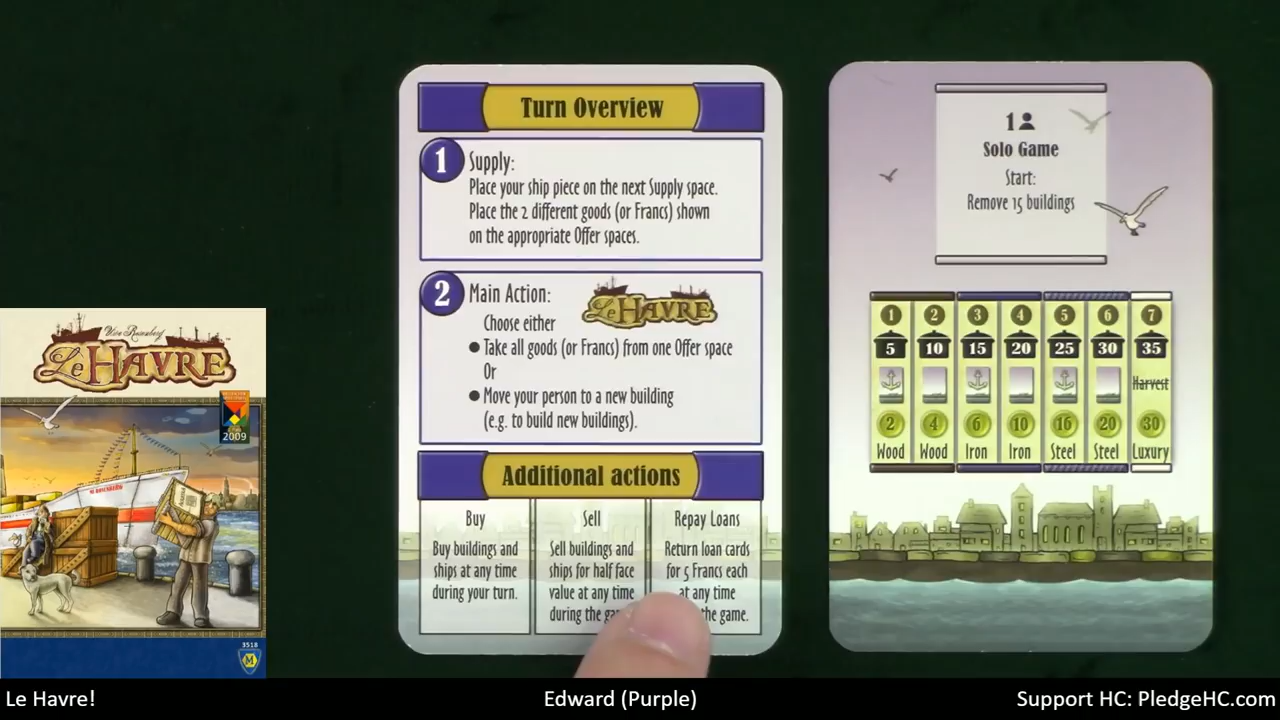 Turn Overview
1
Supply:
Place your ship piece on the next Supply space.
Place the 2 different goods (or Francs) shown
on the appropriate Offer spaces.
2
Main Action:
LE HAVRE
Choose either
Take all goods (or Francs) from one Offer space
Or
Move your person to a new building
(e.g. to build new buildings).
Additional actions
Buy
Buy buildings and
ships at any time
during your turn.
Sell
Sell buildings and
ships for half face
value at any time
during the
Repay Loans
Return loan cards
for 5 Francs each
at any time
the game.
1
Solo Game
Start:
Remove 15 buildings
1 2 3 4 5 6 7
5 10 15 20 25 30 35
Harvest
2 4 6 10 16 20 30
Wood Wood Iron Iron Steel Steel Luxury
Uwe Rosenberg
LE HAVRE
2009
3518
M
Le Havre!
Edward (Purple)
Support HC: PledgeHC.com